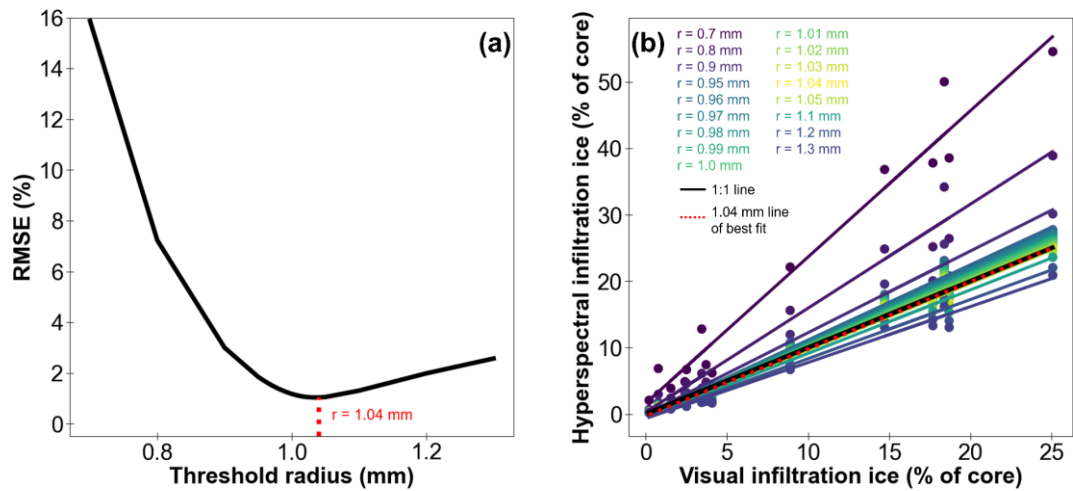 (a)
RMSE (%)
16
14
12
10
8
6
4
2
0
r = 1.04 mm
0.8
1.0
1.2
Threshold radius (mm)
(b)
Hyperspectral infiltration ice (% of core)
50
40
30
20
10
0
r = 0.7 mm
r = 0.8 mm
r = 0.9 mm
r = 0.95 mm
r = 0.96 mm
r = 0.97 mm
r = 0.98 mm
r = 0.99 mm
r = 1.0 mm
r = 1.01 mm
r = 1.02 mm
r = 1.03 mm
r = 1.04 mm
r = 1.05 mm
r = 1.1 mm
r = 1.2 mm
r = 1.3 mm
1:1 line
1.04 mm line
of best fit
0
5
10
15
20
25
Visual infiltration ice (% of core)